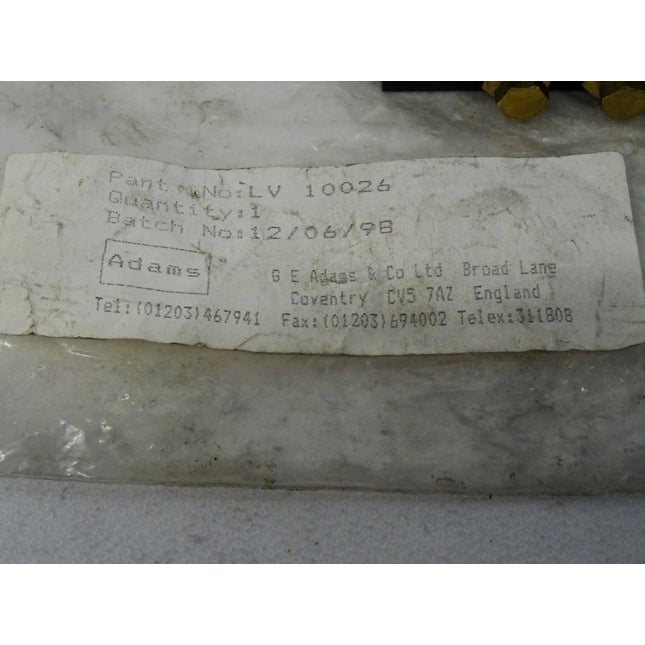 Part No:LV 10026
Quantity:1
Batch No:12/06/98
Adams
G E Adams & Co Ltd Broad Lane
Coventry CV5 7AZ England
Tel:(01203)467941 Fax:(01203)694002 Telex:311808